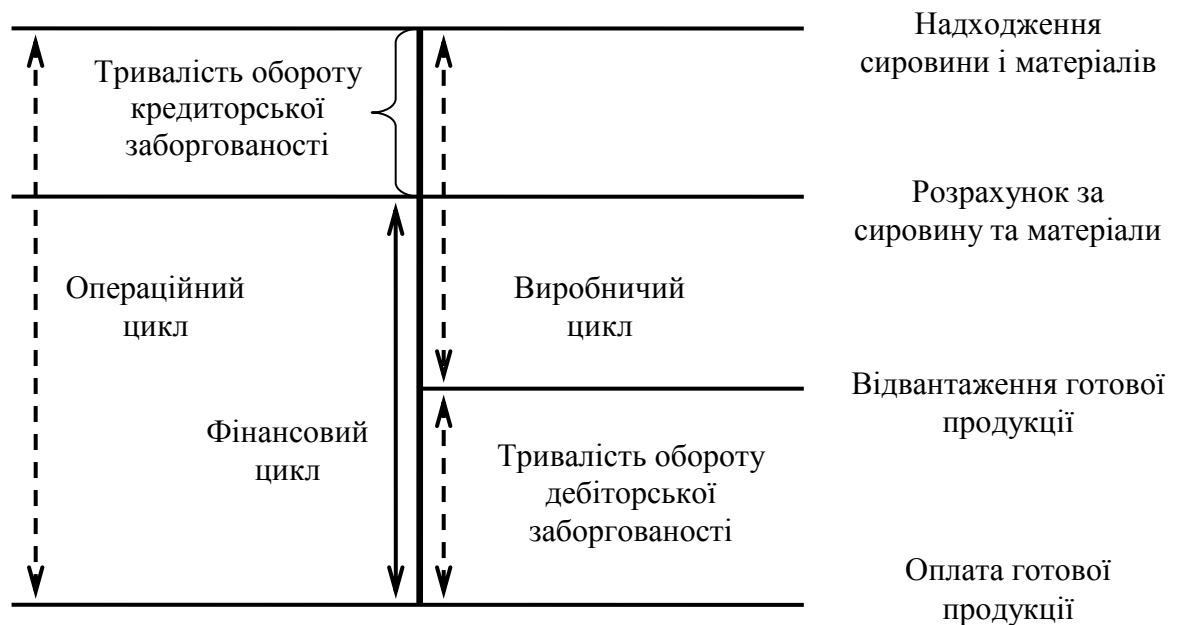 Надходження
сировини і матеріалів
Тривалість обороту
кредиторської
заборгованості
Розрахунок за
сировину та матеріали
Операційний
цикл
Виробничий
цикл
Відвантаження готової
продукції
Фінансовий
цикл
Тривалість обороту
дебіторської
заборгованості
Оплата готової
продукції